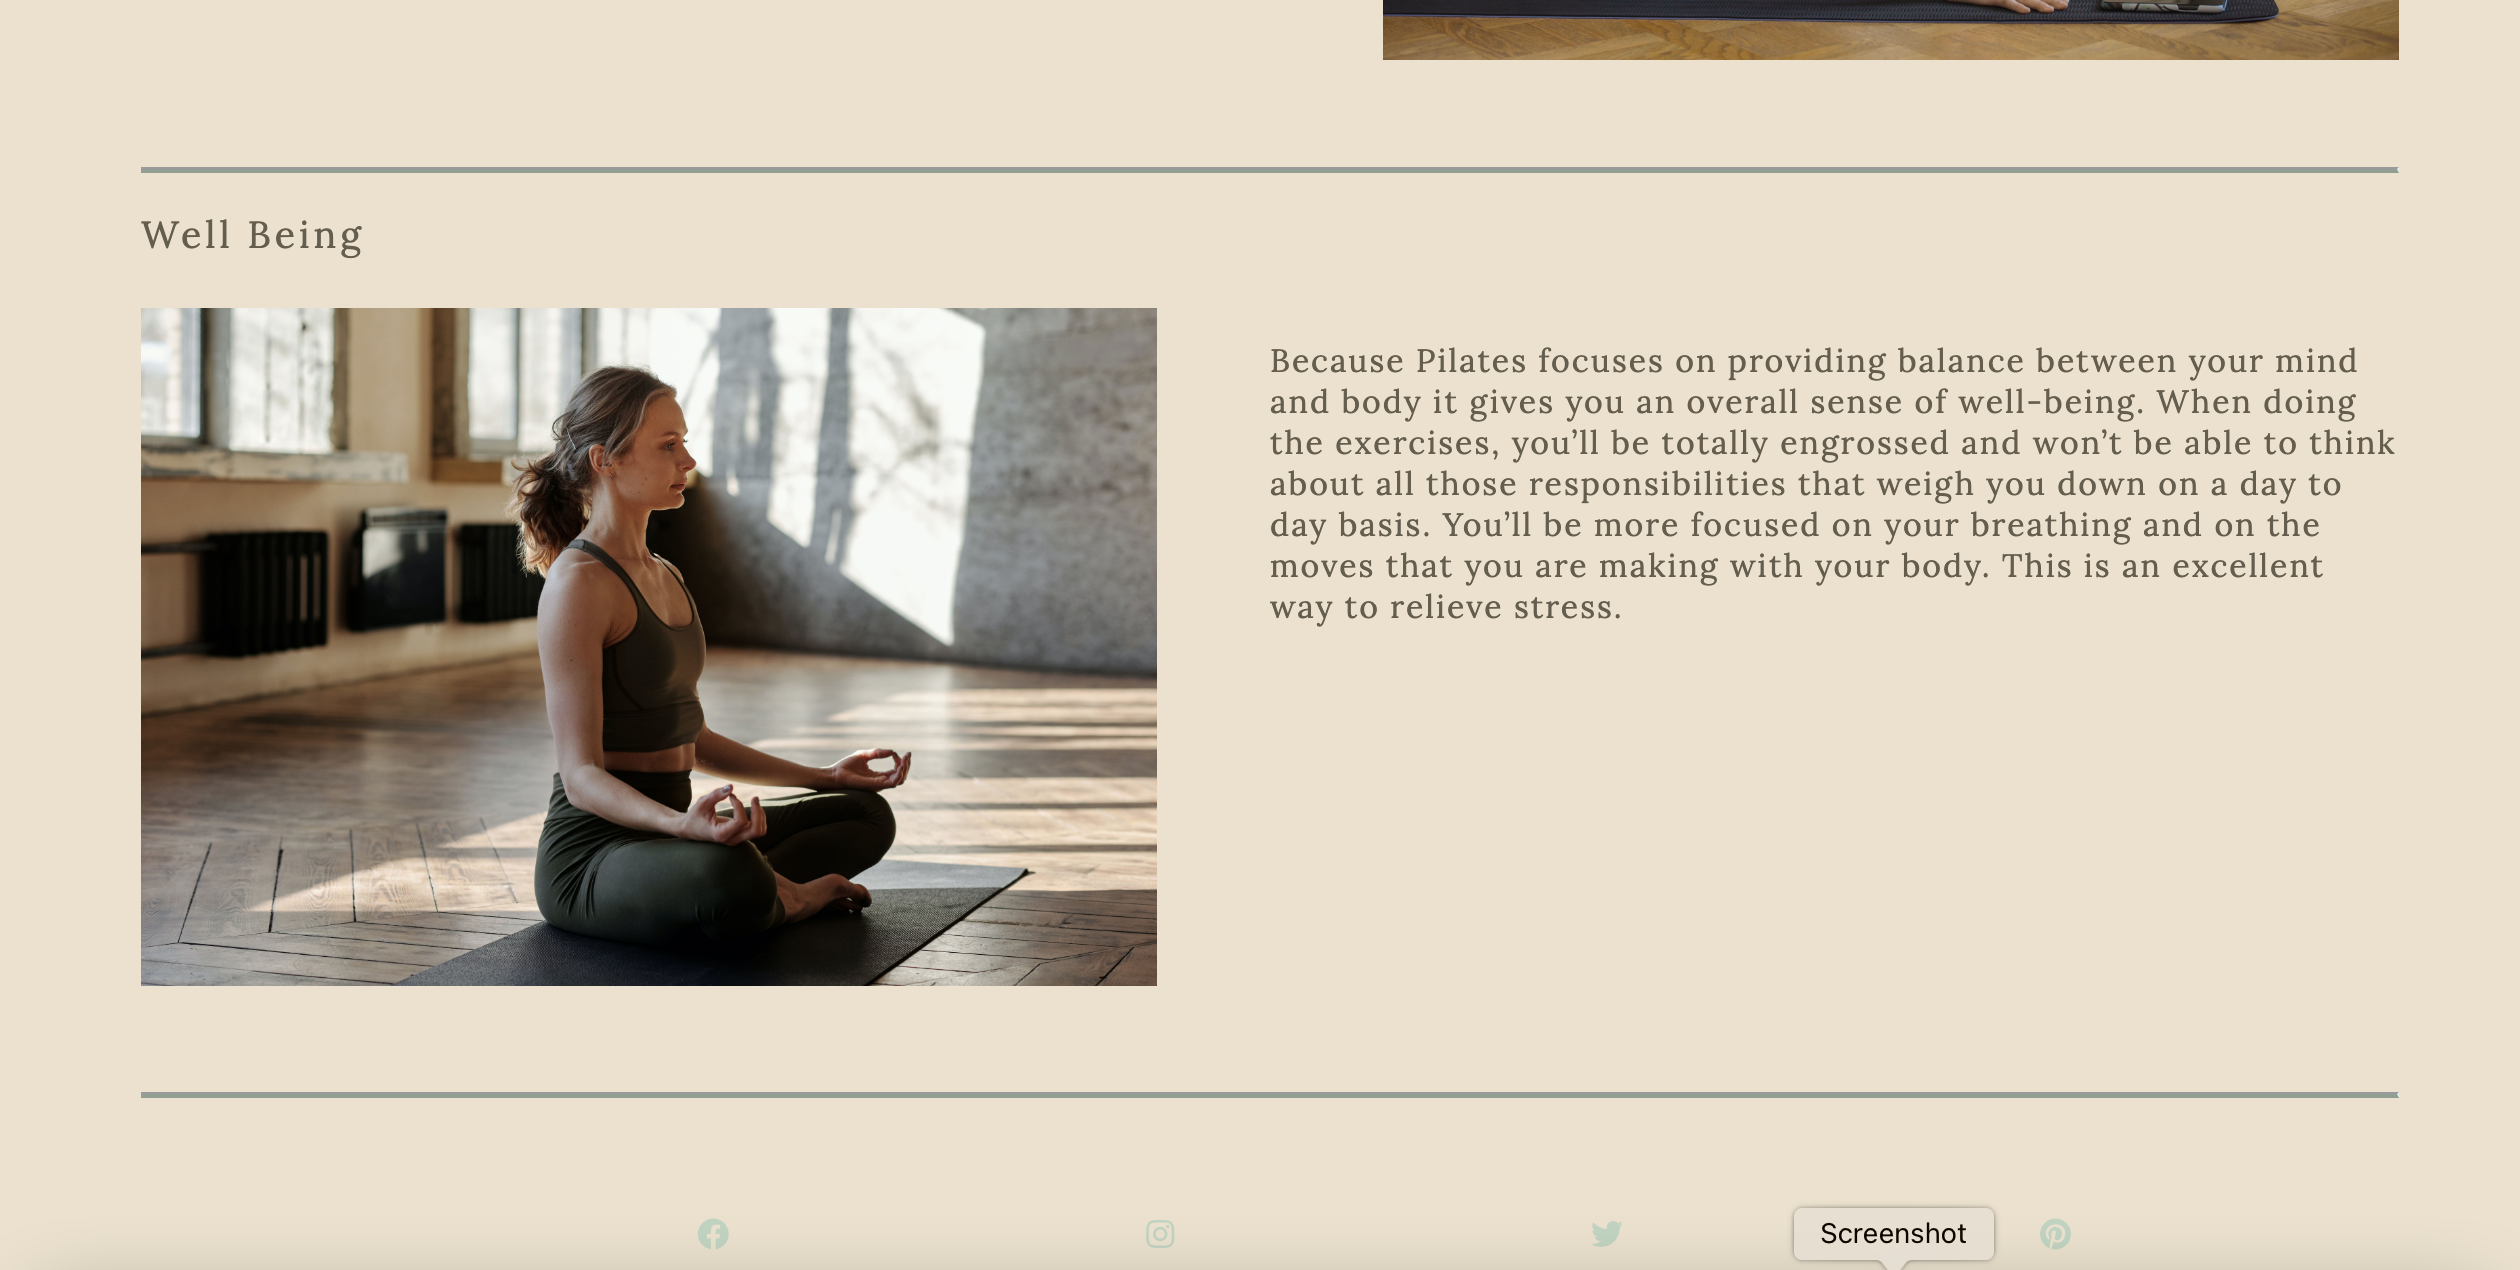 Well Being
Because Pilates focuses on providing balance between your mind
and body it gives you an overall sense of well-being. When doing
the exercises, you’ll be totally engrossed and won’t be able to think
about all those responsibilities that weigh you down on a day to
day basis. You’ll be more focused on your breathing and on the
moves that you are making with your body. This is an excellent
way to relieve stress.
Screenshot